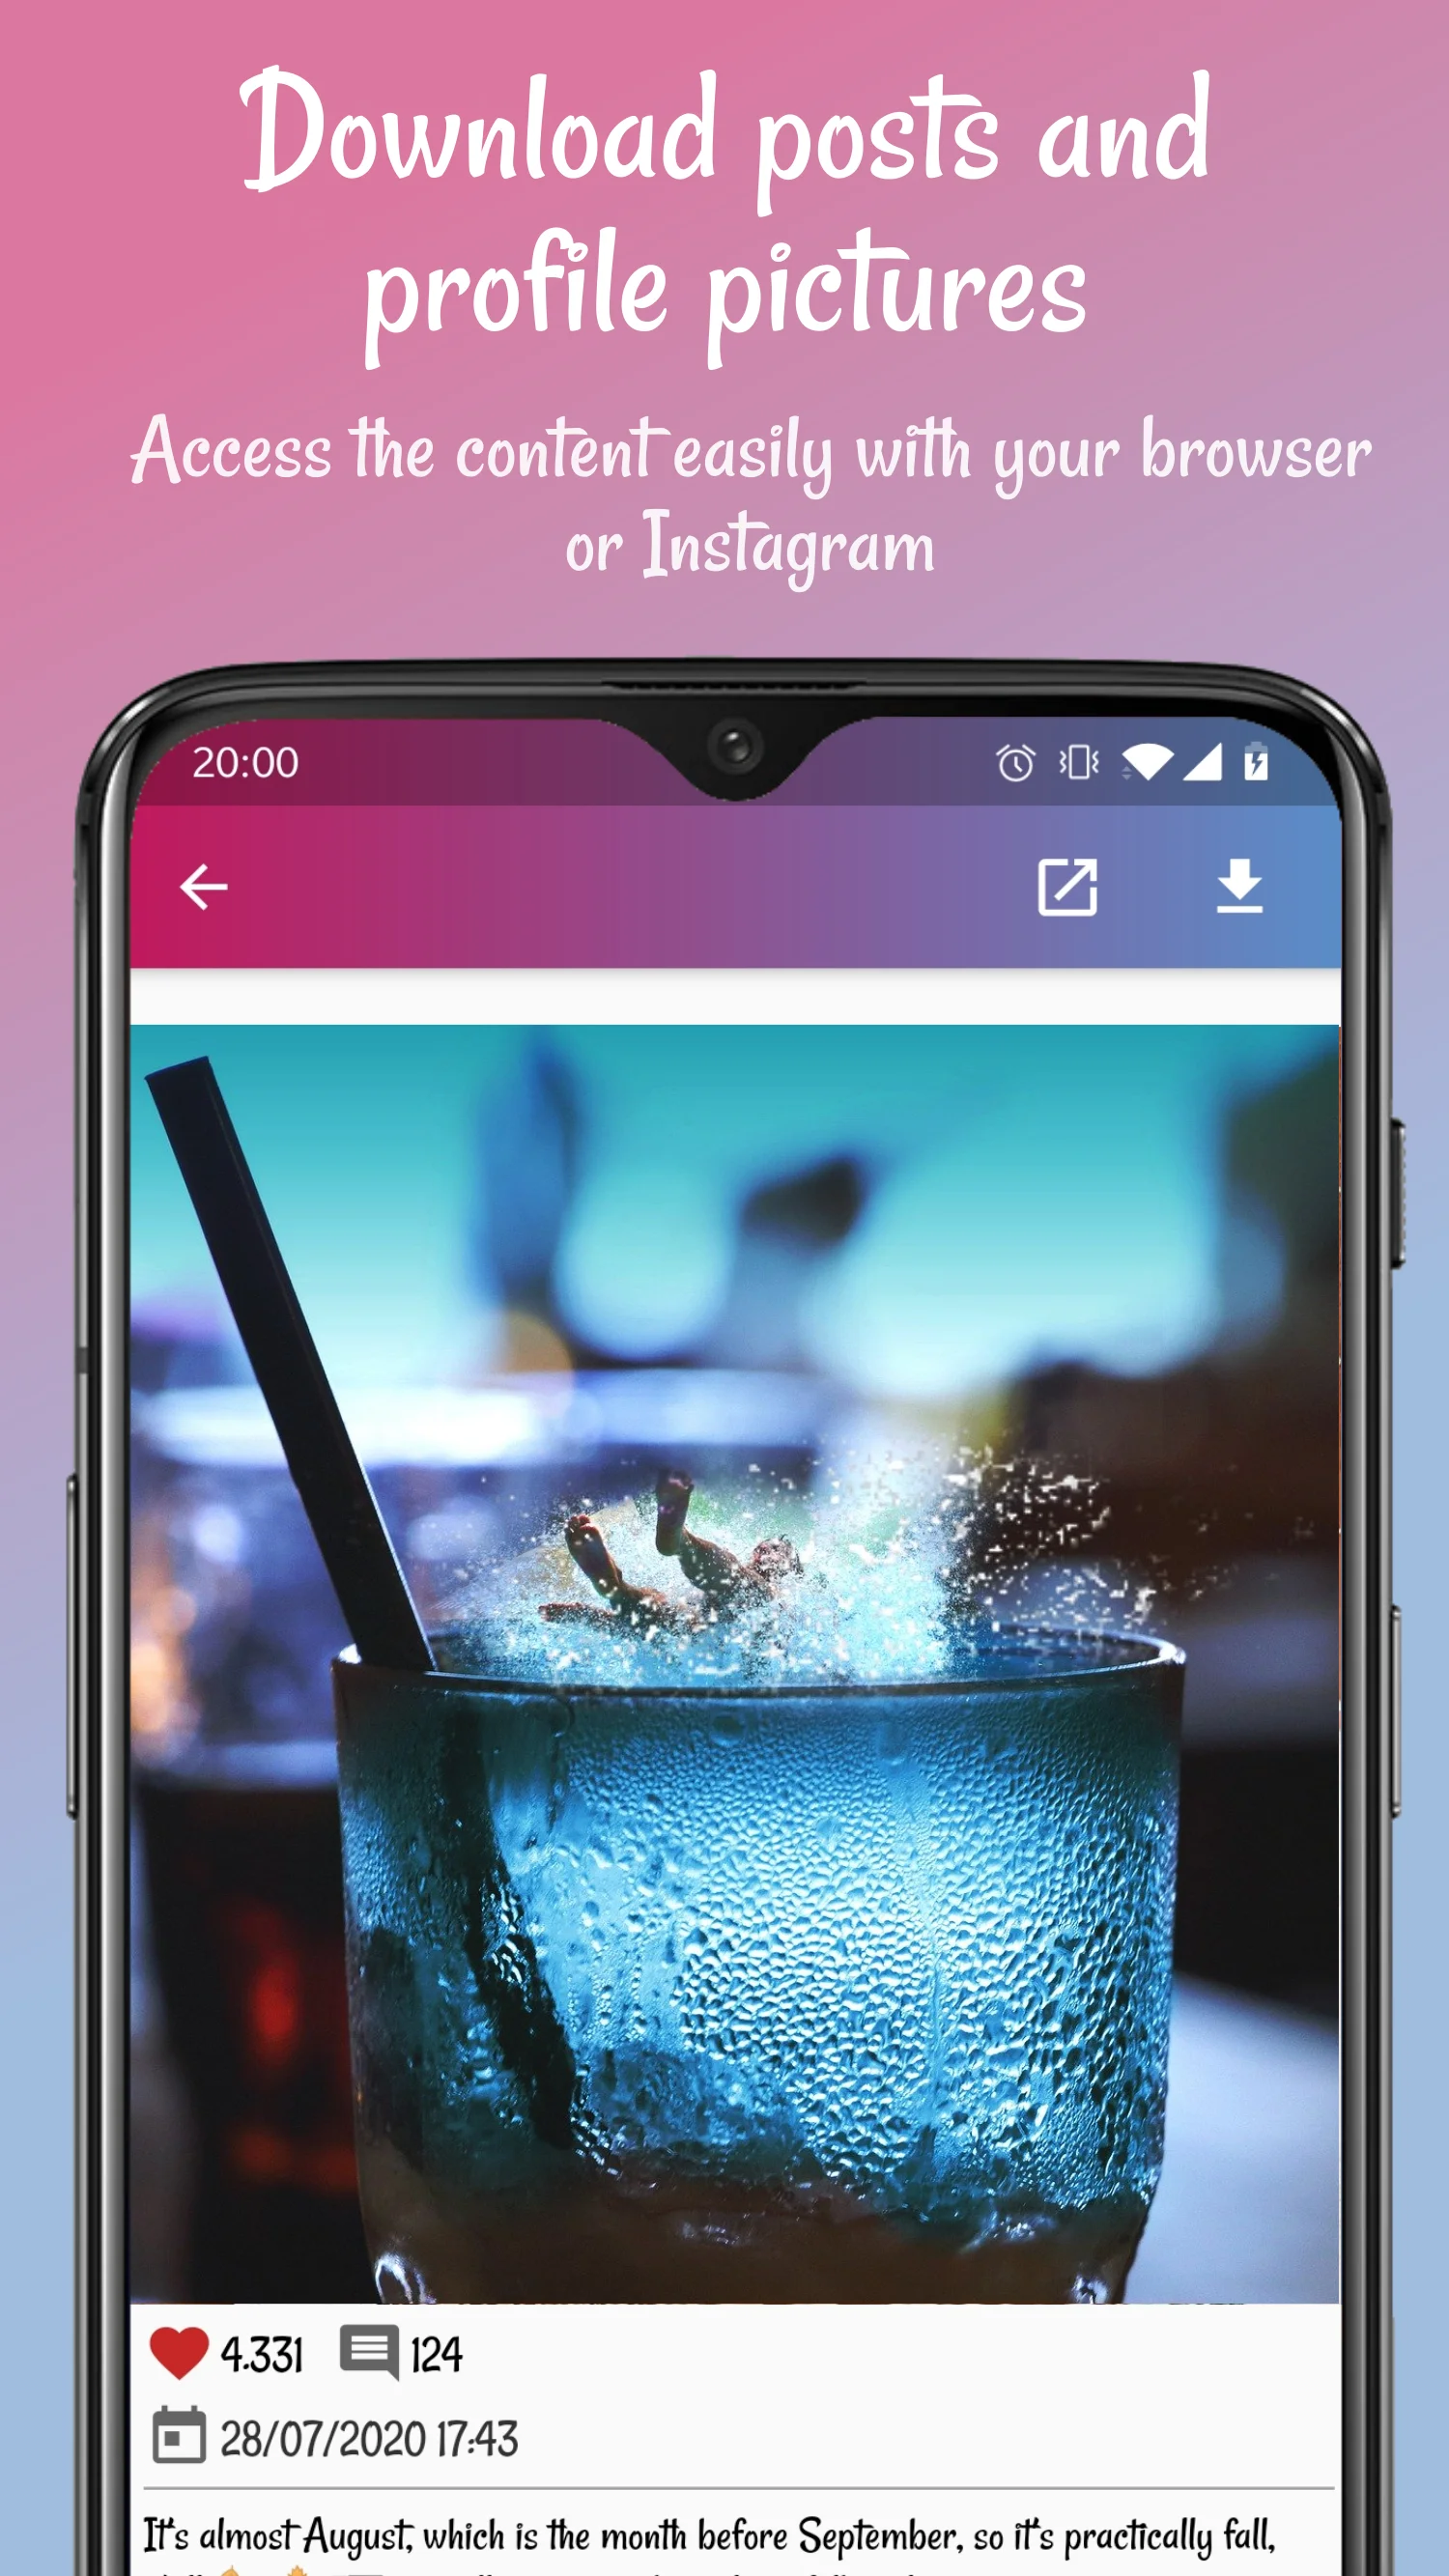 Download posts and
profile pictures
Access the content easily with your browser
or Instagram
20:00
4.331 124
28/07/2020 17:43
It's almost August, which is the month before September, so it's practically fall,